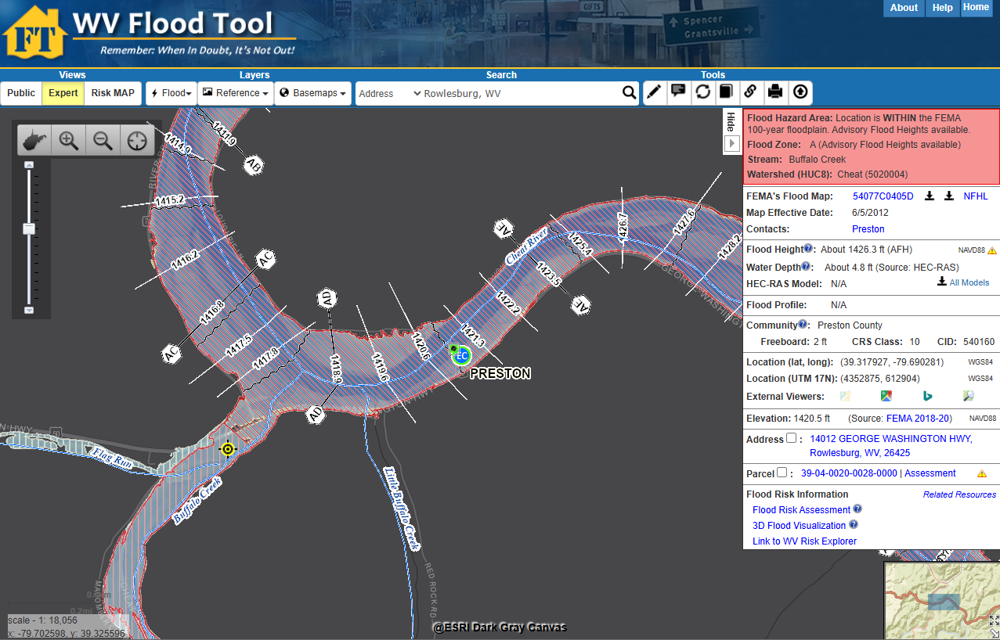 WV Flood Tool
FT
Remember: When In Doubt, It's Not Out!
GIFTS
Spencer
Grantsville
About Help Home
Views Layers Search Tools
Public Expert Risk MAP Flood Reference Basemaps Address Rowlesburg, WV
Hide
1411.9
1414.9
AB
RIVER
1415.2
1416.2
AC
1416.8
AC
1417.5
1417.8
AD
1418.9
AD
1419.6
1420.6
1421.3
EC
PRESTON
1422.2
AE
Cheat River
1423.5
AE
1425.4
1426.7
1427.6
1428.2
GEORGE WASHINGTON
N HWY
Flag Run
Buffalo Creek
Little Buffalo Creek
RED ROCK RD
0.2mi
scale - 1: 18,056
x: -79.702598, y: 39.325596
@ESRI Dark Gray Canvas
Flood Hazard Area: Location is WITHIN the FEMA
100-year floodplain. Advisory Flood Heights available.
Flood Zone: A (Advisory Flood Heights available)
Stream: Buffalo Creek
Watershed (HUC8): Cheat (5020004)
FEMA's Flood Map: 54077C0405D NFHL
Map Effective Date: 6/5/2012
Contacts: Preston
Flood Height: About 1426.3 ft (AFH) NAVD88
Water Depth: About 4.8 ft (Source: HEC-RAS)
HEC-RAS Model: N/A All Models
Flood Profile: N/A
Community: Preston County
Freeboard: 2 ft CRS Class: 10 CID: 540160
Location (lat, long): (39.317927, -79.690281) WGS84
Location (UTM 17N): (4352875, 612904) WGS84
External Viewers:
Elevation: 1420.5 ft (Source: FEMA 2018-20) NAVD88
Address : 14012 GEORGE WASHINGTON HWY,
Rowlesburg, WV, 26425
Parcel : 39-04-0020-0028-0000 | Assessment
Flood Risk Information Related Resources
Flood Risk Assessment
3D Flood Visualization
Link to WV Risk Explorer